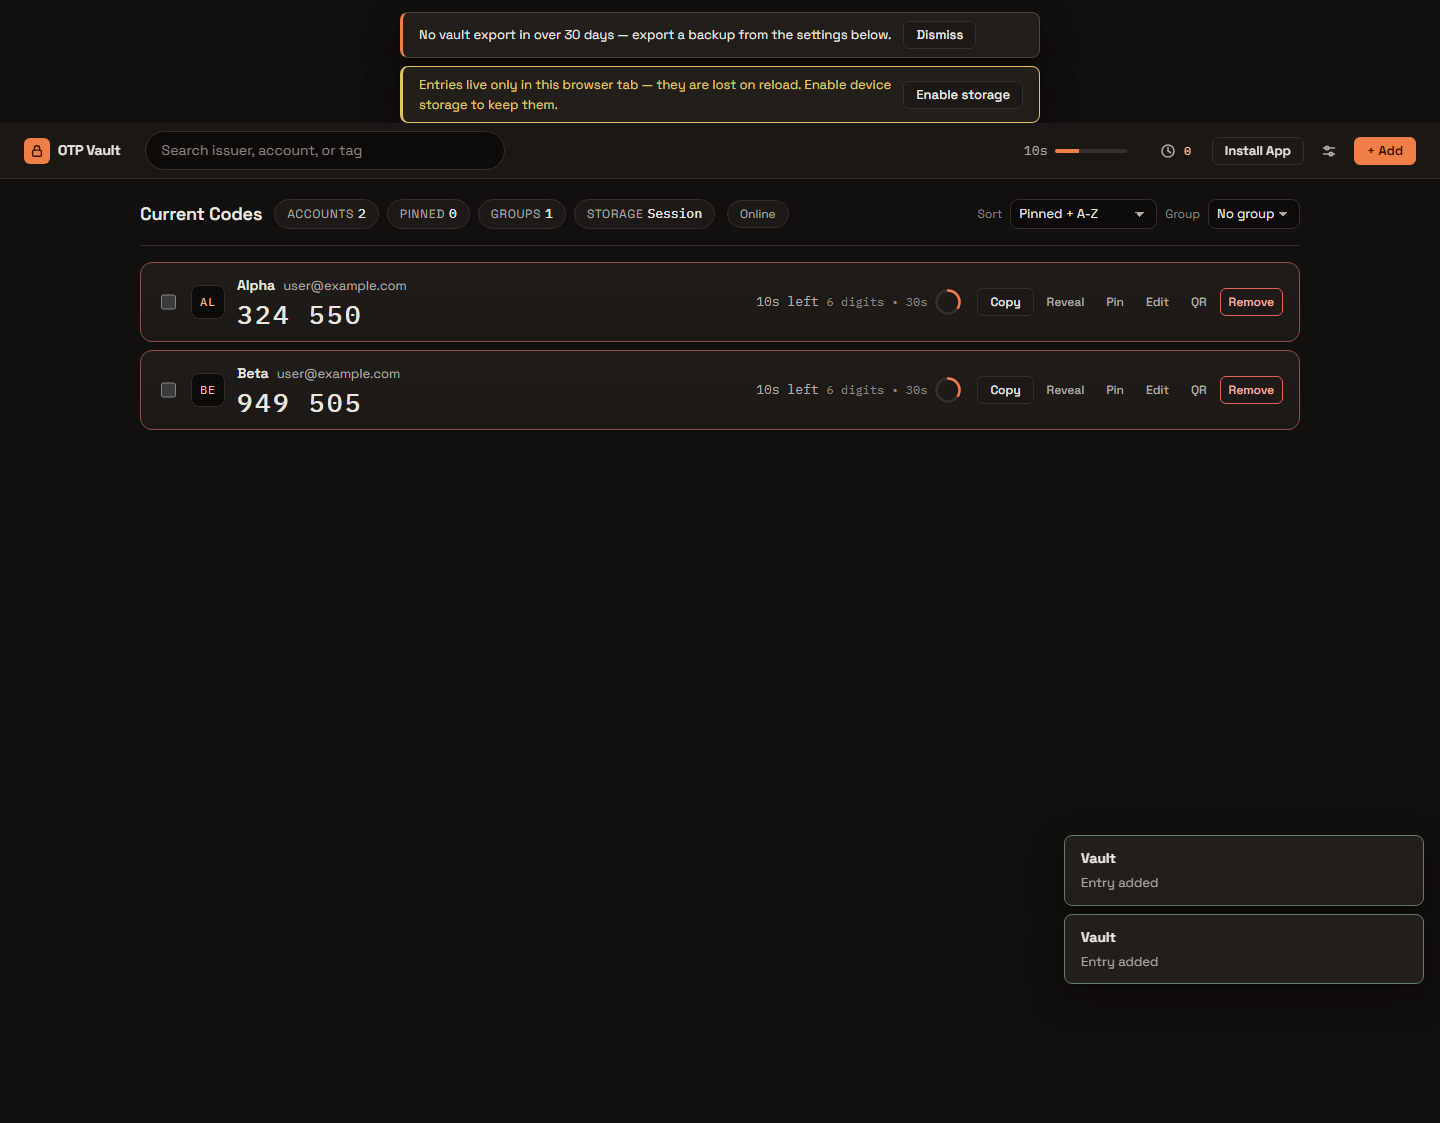 No vault export in over 30 days — export a backup from the settings below. Dismiss
Entries live only in this browser tab — they are lost on reload. Enable device
storage to keep them.
Enable storage
OTP Vault Search issuer, account, or tag 10s 0 Install App + Add
Current Codes ACCOUNTS 2 PINNED 0 GROUPS 1 STORAGE Session Online Sort Pinned + A-Z Group No group
AL Alpha user@example.com
324 550
10s left 6 digits • 30s Copy Reveal Pin Edit QR Remove
BE Beta user@example.com
949 505
10s left 6 digits • 30s Copy Reveal Pin Edit QR Remove
Vault
Entry added
Vault
Entry added